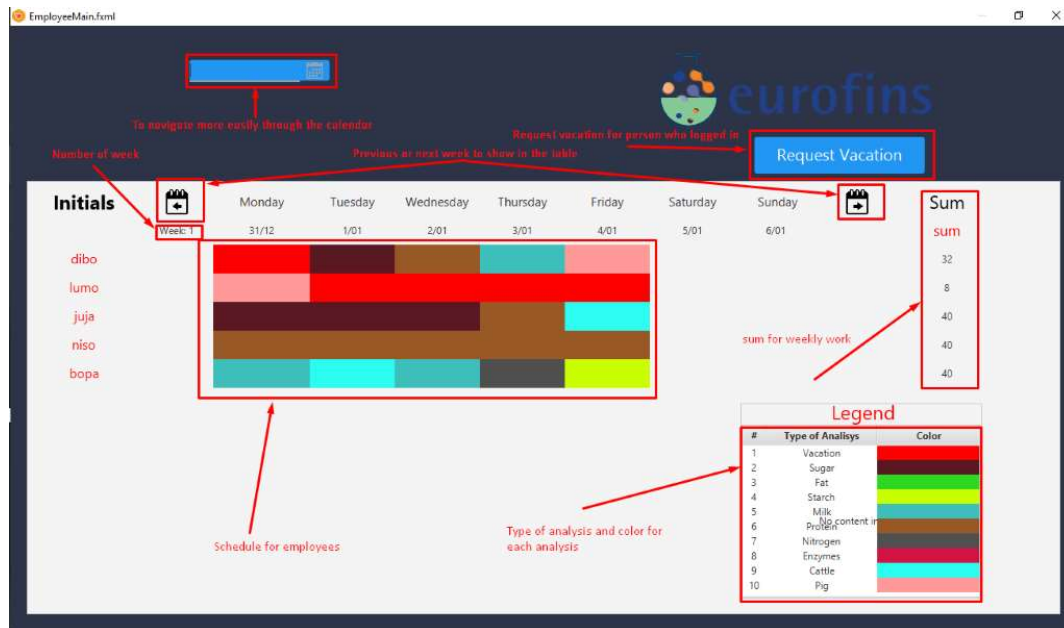 EmployeeMain.fxml
eurofins
To navigate more easily through the calendar
Request vacation for person who logged in
Number of week
Previous or next week to show in the table
Request Vacation
Initials Monday Tuesday Wednesday Thursday Friday Saturday Sunday Sum
Week: 1 31/12 1/01 2/01 3/01 4/01 5/01 6/01 sum
dibo 32
lumo 8
juja 40
niso 40
bopa 40
sum for weekly work
Legend
# Type of Analisys Color
1 Vacation
2 Sugar
3 Fat
4 Starch
5 Milk
No content in
6 Protein
7 Nitrogen
8 Enzymes
9 Cattle
10 Pig
Type of analysis and color for
each analysis
Schedule for employees